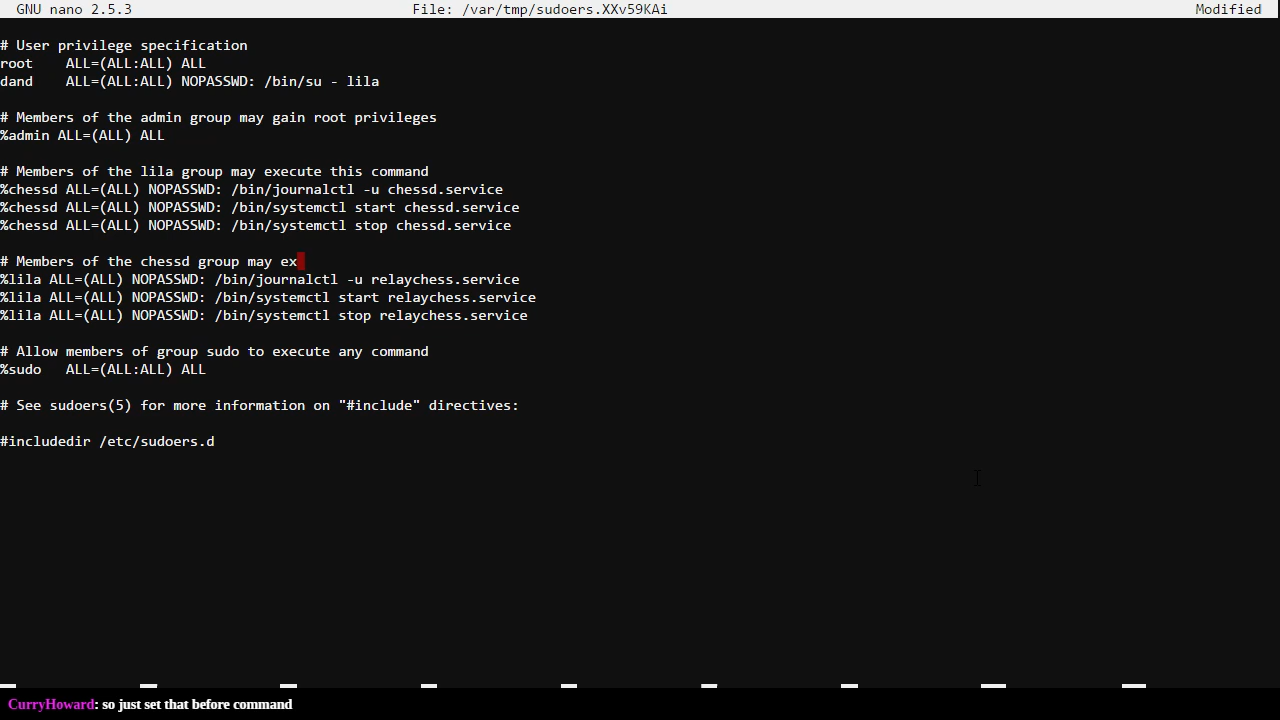 GNU nano 2.5.3 File: /var/tmp/sudoers.XXv59KAi Modified
# User privilege specification
root ALL=(ALL:ALL) ALL
dand ALL=(ALL:ALL) NOPASSWD: /bin/su - lila
# Members of the admin group may gain root privileges
%admin ALL=(ALL) ALL
# Members of the lila group may execute this command
%chessd ALL=(ALL) NOPASSWD: /bin/journalctl -u chessd.service
%chessd ALL=(ALL) NOPASSWD: /bin/systemctl start chessd.service
%chessd ALL=(ALL) NOPASSWD: /bin/systemctl stop chessd.service
# Members of the chessd group may ex
%lila ALL=(ALL) NOPASSWD: /bin/journalctl -u relaychess.service
%lila ALL=(ALL) NOPASSWD: /bin/systemctl start relaychess.service
%lila ALL=(ALL) NOPASSWD: /bin/systemctl stop relaychess.service
# Allow members of group sudo to execute any command
%sudo ALL=(ALL:ALL) ALL
# See sudoers(5) for more information on "#include" directives:
#includedir /etc/sudoers.d
CurryHoward: so just set that before command